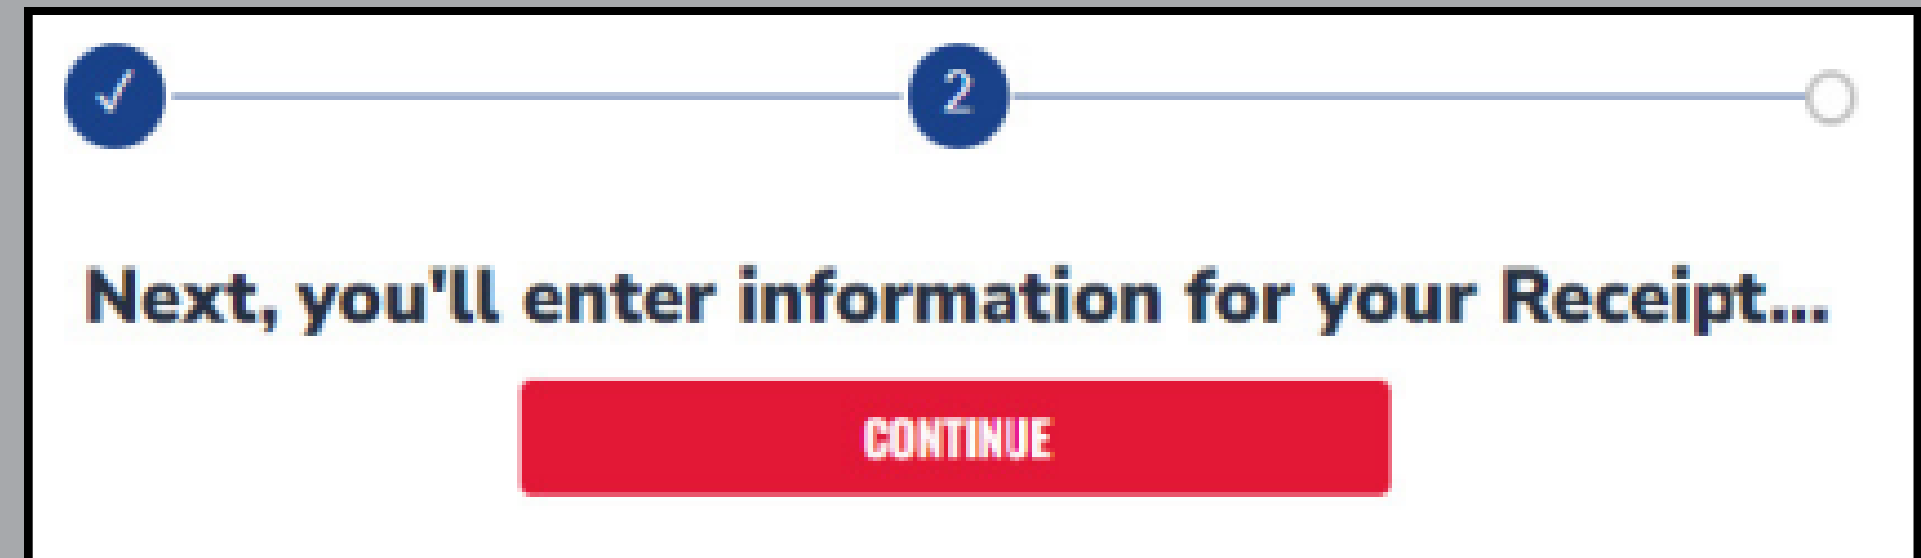 ✓ 2
Next, you'll enter information for your Receipt...
CONTINUE